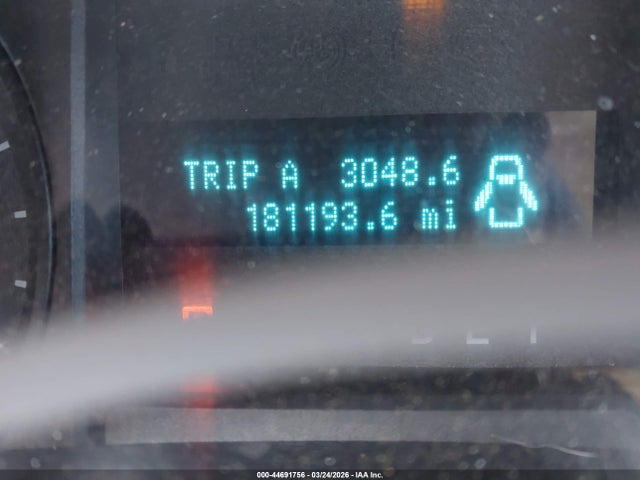 TRIP A 3048.6
181193.6 mi
000-44691756 - 03/24/2026 - IAA Inc.